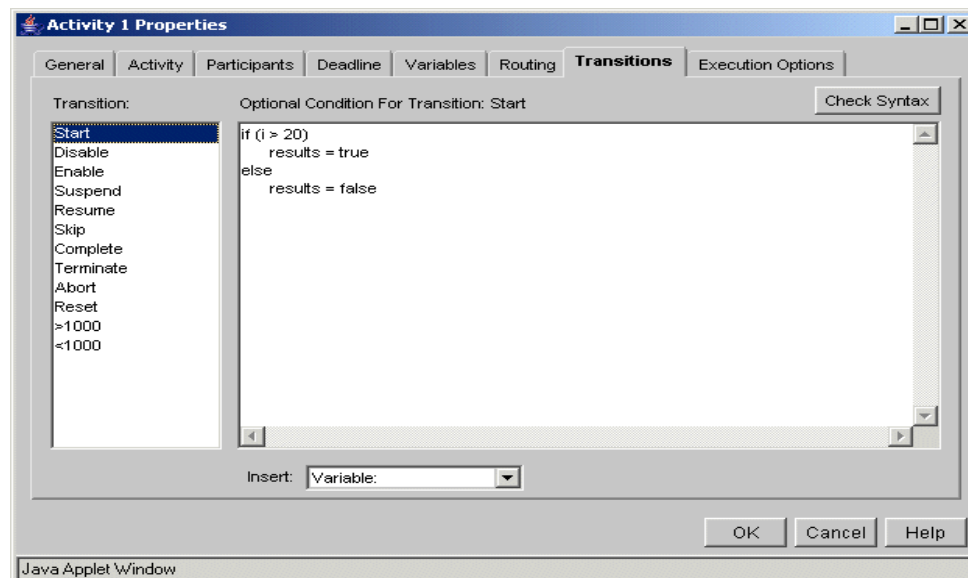 Activity 1 Properties
General Activity Participants Deadline Variables Routing Transitions Execution Options
Transition: Optional Condition For Transition: Start Check Syntax
Start
Disable
Enable
Suspend
Resume
Skip
Complete
Terminate
Abort
Reset
>1000
<1000
if (i > 20)
results = true
else
results = false
Insert: Variable:
OK Cancel Help
Java Applet Window